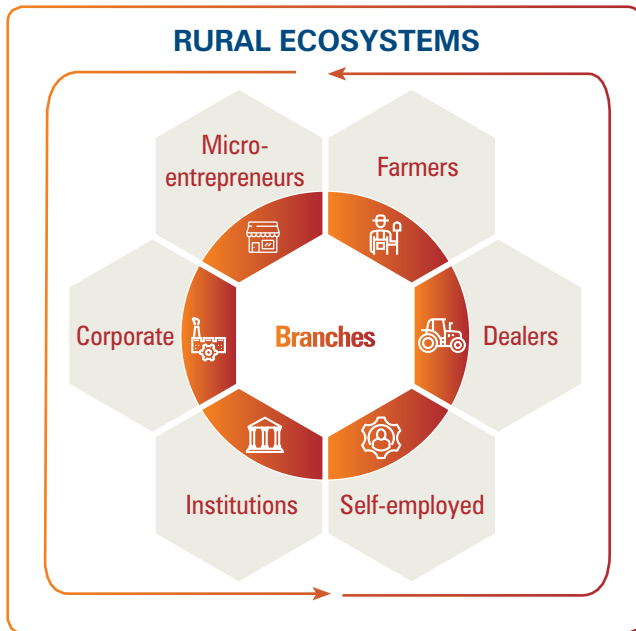 RURAL ECOSYSTEMS
Micro-
entrepreneurs
Farmers
Corporate
Branches
Dealers
Institutions
Self-employed